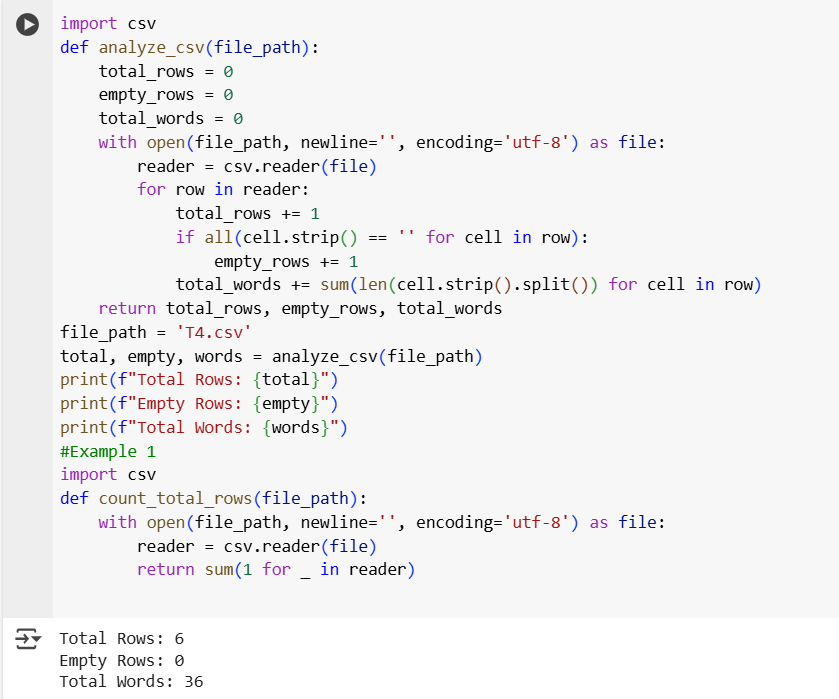 import csv
def analyze_csv(file_path):
    total_rows = 0
    empty_rows = 0
    total_words = 0
    with open(file_path, newline='', encoding='utf-8') as file:
        reader = csv.reader(file)
        for row in reader:
            total_rows += 1
            if all(cell.strip() == '' for cell in row):
                empty_rows += 1
            total_words += sum(len(cell.strip().split()) for cell in row)
    return total_rows, empty_rows, total_words
file_path = 'T4.csv'
total, empty, words = analyze_csv(file_path)
print(f"Total Rows: {total}")
print(f"Empty Rows: {empty}")
print(f"Total Words: {words}")
#Example 1
import csv
def count_total_rows(file_path):
    with open(file_path, newline='', encoding='utf-8') as file:
        reader = csv.reader(file)
        return sum(1 for _ in reader)
Total Rows: 6
Empty Rows: 0
Total Words: 36